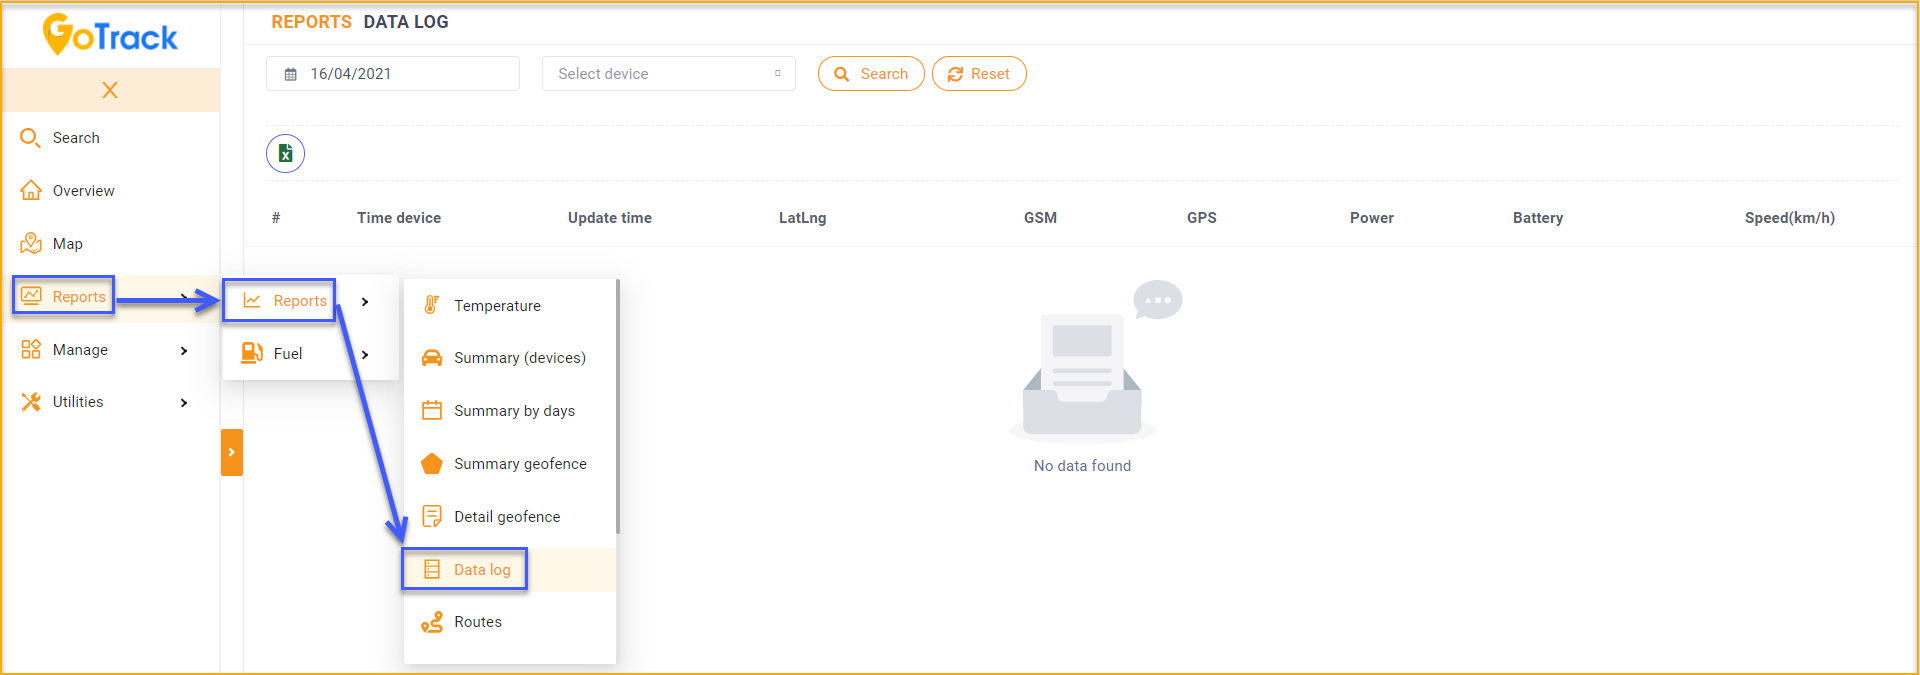 GoTrack
REPORTS DATA LOG
16/04/2021
Select device
Search
Reset
X
Search
Overview
Map
Reports
Manage
Utilities
# Time device Update time LatLng GSM GPS Power Battery Speed(km/h)
Reports
Fuel
Temperature
Summary (devices)
Summary by days
Summary geofence
Detail geofence
Data log
Routes
No data found